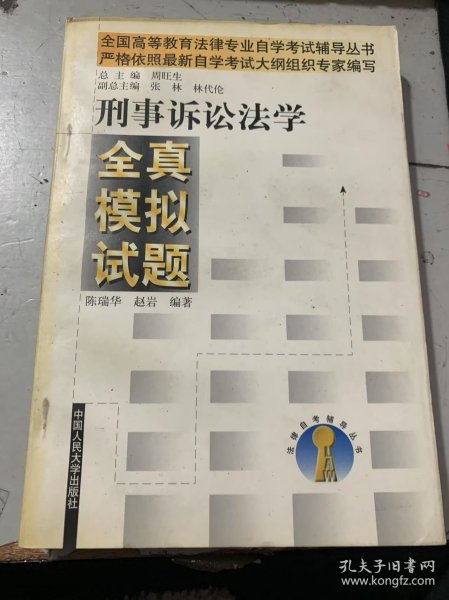 全国高等教育法律专业自学考试辅导丛书
严格依照最新自学考试大纲组织专家编写
总主编 周旺生
副总主编 张林 林代伦
刑事诉讼法学
全真
模拟
试题
陈瑞华 赵岩 编著
中国人民大学出版社
法律自考辅导丛书
LAW
孔夫子旧书网
www.kongfz.com